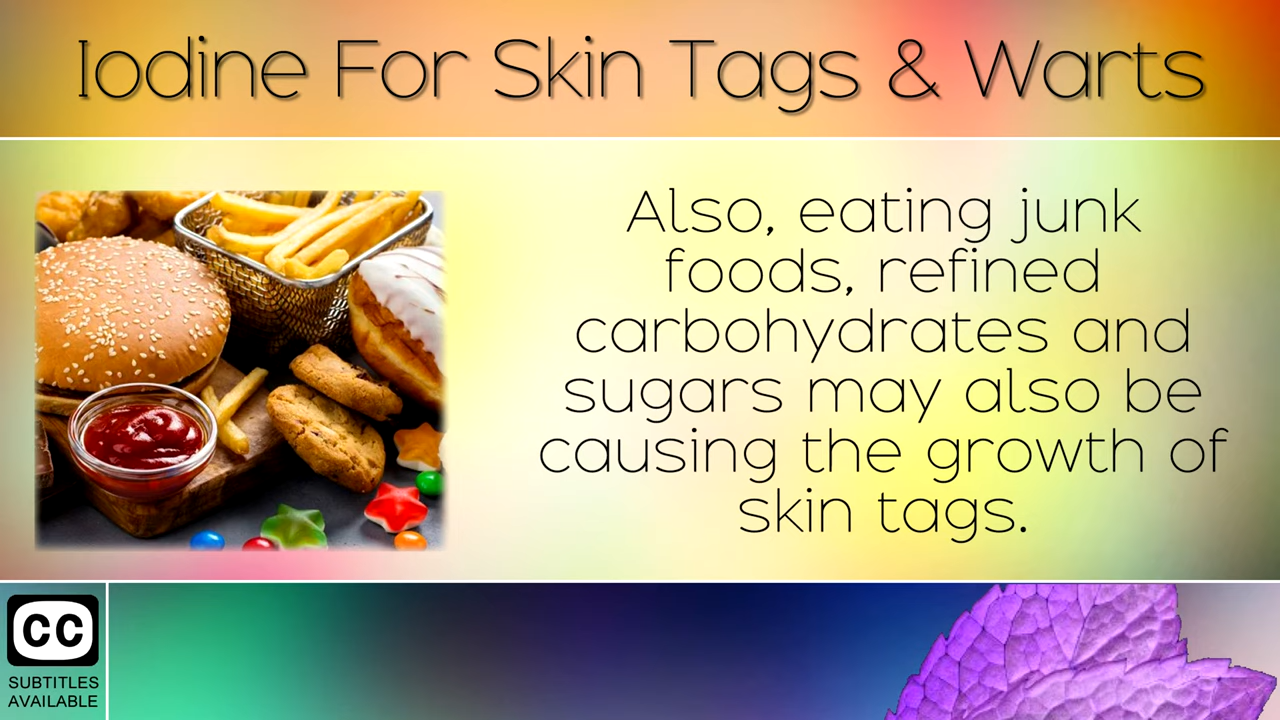 Iodine For Skin Tags & Warts
Also, eating junk
foods, refined
carbohydrates and
sugars may also be
causing the growth of
skin tags.
CC
SUBTITLES
AVAILABLE